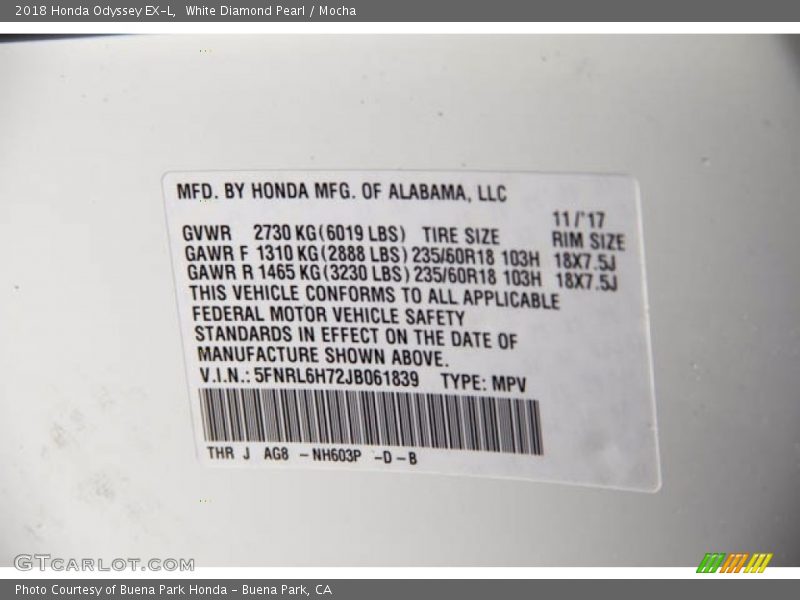 2018 Honda Odyssey EX-L, White Diamond Pearl / Mocha
MFD. BY HONDA MFG. OF ALABAMA, LLC
11/'17
GVWR 2730 KG(6019 LBS) TIRE SIZE RIM SIZE
GAWR F 1310 KG(2888 LBS) 235/60R18 103H 18X7.5J
GAWR R 1465 KG(3230 LBS) 235/60R18 103H 18X7.5J
THIS VEHICLE CONFORMS TO ALL APPLICABLE
FEDERAL MOTOR VEHICLE SAFETY
STANDARDS IN EFFECT ON THE DATE OF
MANUFACTURE SHOWN ABOVE.
V.I.N.: 5FNRL6H72JB061839 TYPE: MPV
THR J AG8 -NH603P -D-B
GTCARLOT.COM
Photo Courtesy of Buena Park Honda - Buena Park, CA